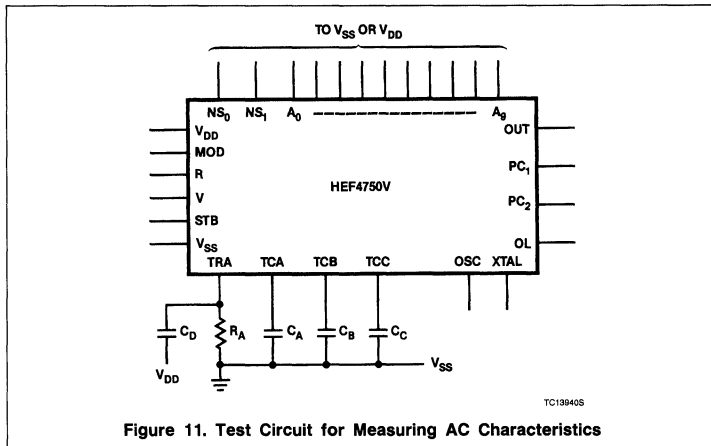 TO VSS OR VDD
NS0 NS1 A0 A9
VDD
MOD
R
V
STB
VSS
OUT
PC1
PC2
OL
HEF4750V
TRA TCA TCB TCC OSC XTAL
CD RA CA CB CC
VDD
VSS
TC13940S
Figure 11. Test Circuit for Measuring AC Characteristics